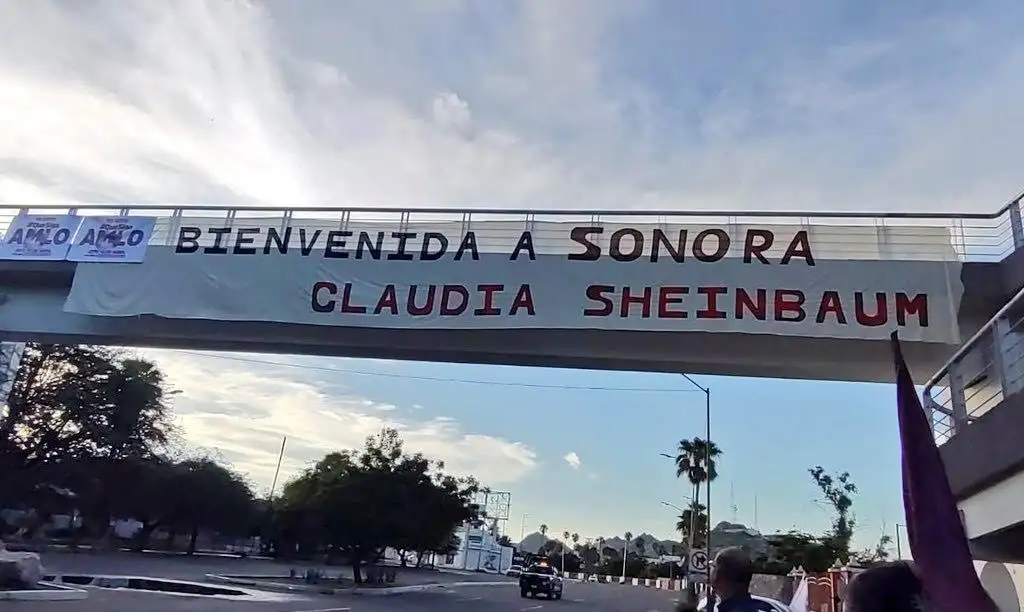 AMLO
AMLO
BIENVENIDA A SONORA
CLAUDIA SHEINBAUM